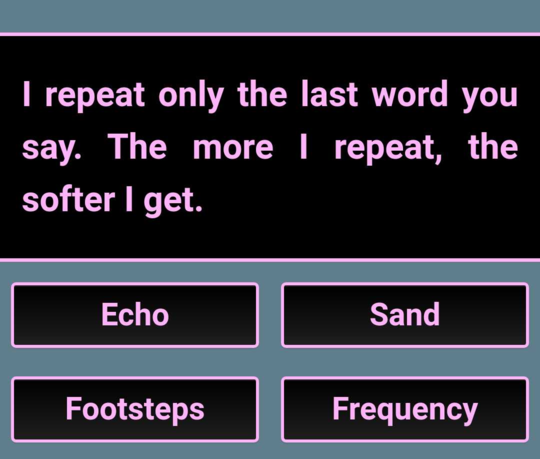 I repeat only the last word you
say. The more I repeat, the
softer I get.
Echo
Sand
Footsteps
Frequency